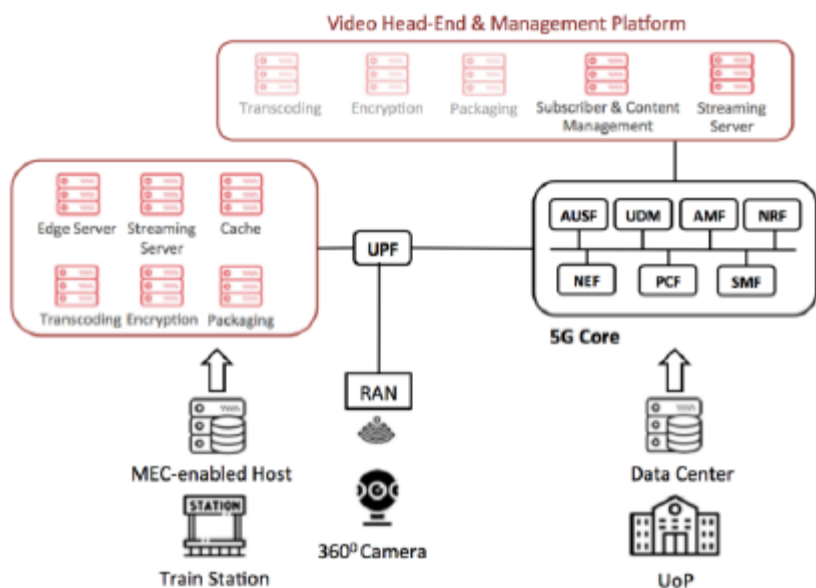 Video Head-End & Management Platform
Transcoding
Encryption
Packaging
Subscriber & Content
Management
Streaming
Server
Edge Server
Streaming
Server
Cache
Transcoding
Encryption
Packaging
UPF
AUSF
UDM
AMF
NRF
NEF
PCF
SMF
5G Core
RAN
MEC-enabled Host
Data Center
STATION
360⁰ Camera
Train Station
UoP